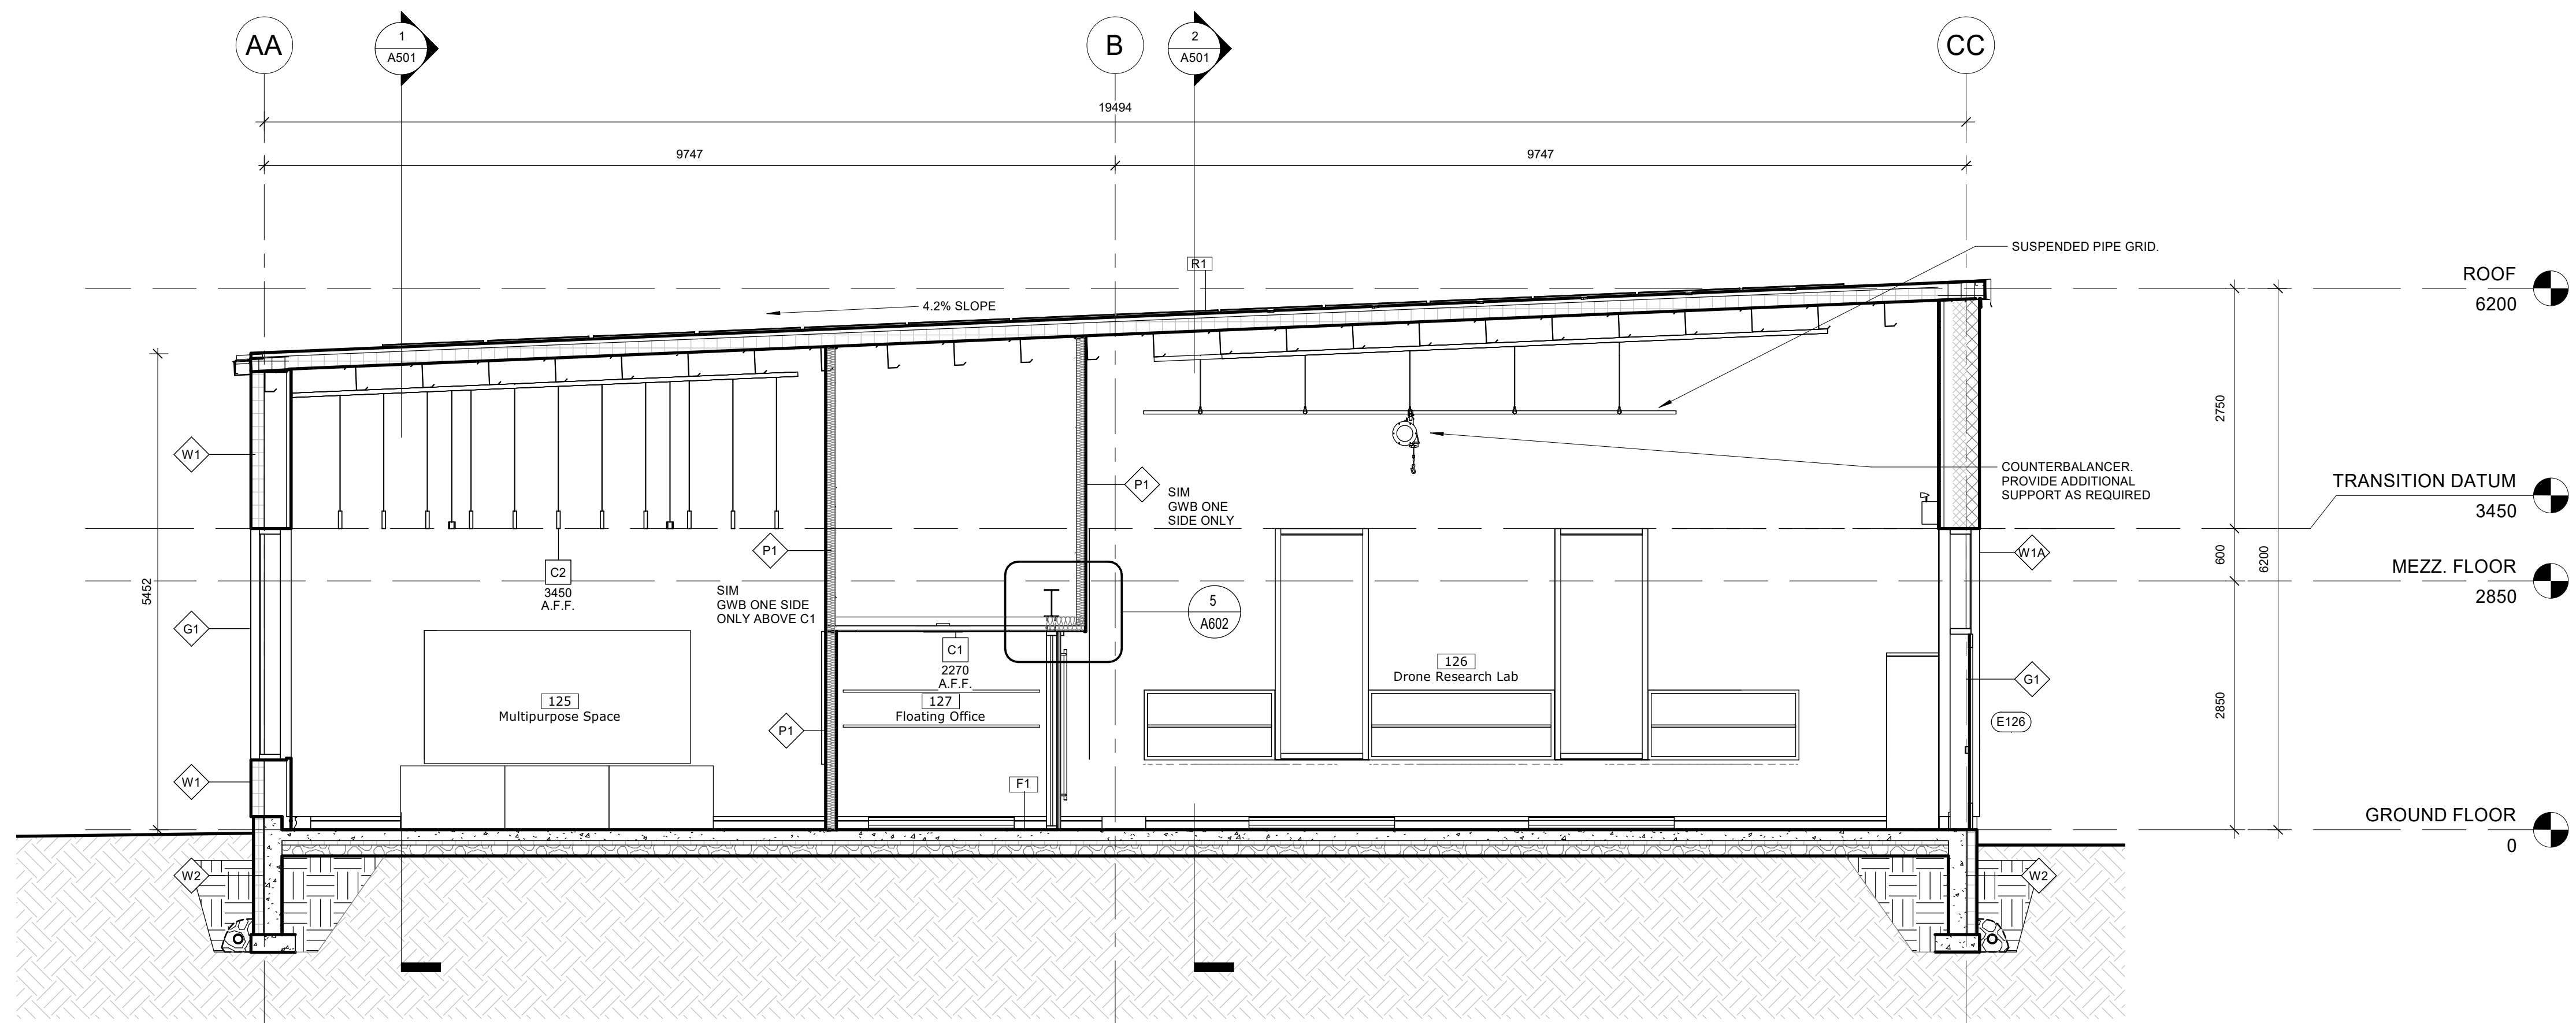 AA
1
A501
B
2
A501
CC
19494
9747
9747
SUSPENDED PIPE GRID.
R1
4.2% SLOPE
ROOF
6200
W1
P1
SIM
GWB ONE
SIDE ONLY
COUNTERBALANCER.
PROVIDE ADDITIONAL
SUPPORT AS REQUIRED
2750
TRANSITION DATUM
3450
P1
C2
3450
A.F.F.
SIM
GWB ONE SIDE
ONLY ABOVE C1
W1A
600
6200
MEZZ. FLOOR
2850
5452
G1
5
A602
C1
2270
A.F.F.
125
Multipurpose Space
127
Floating Office
126
Drone Research Lab
G1
E126
2850
P1
W1
F1
GROUND FLOOR
0
W2
W2